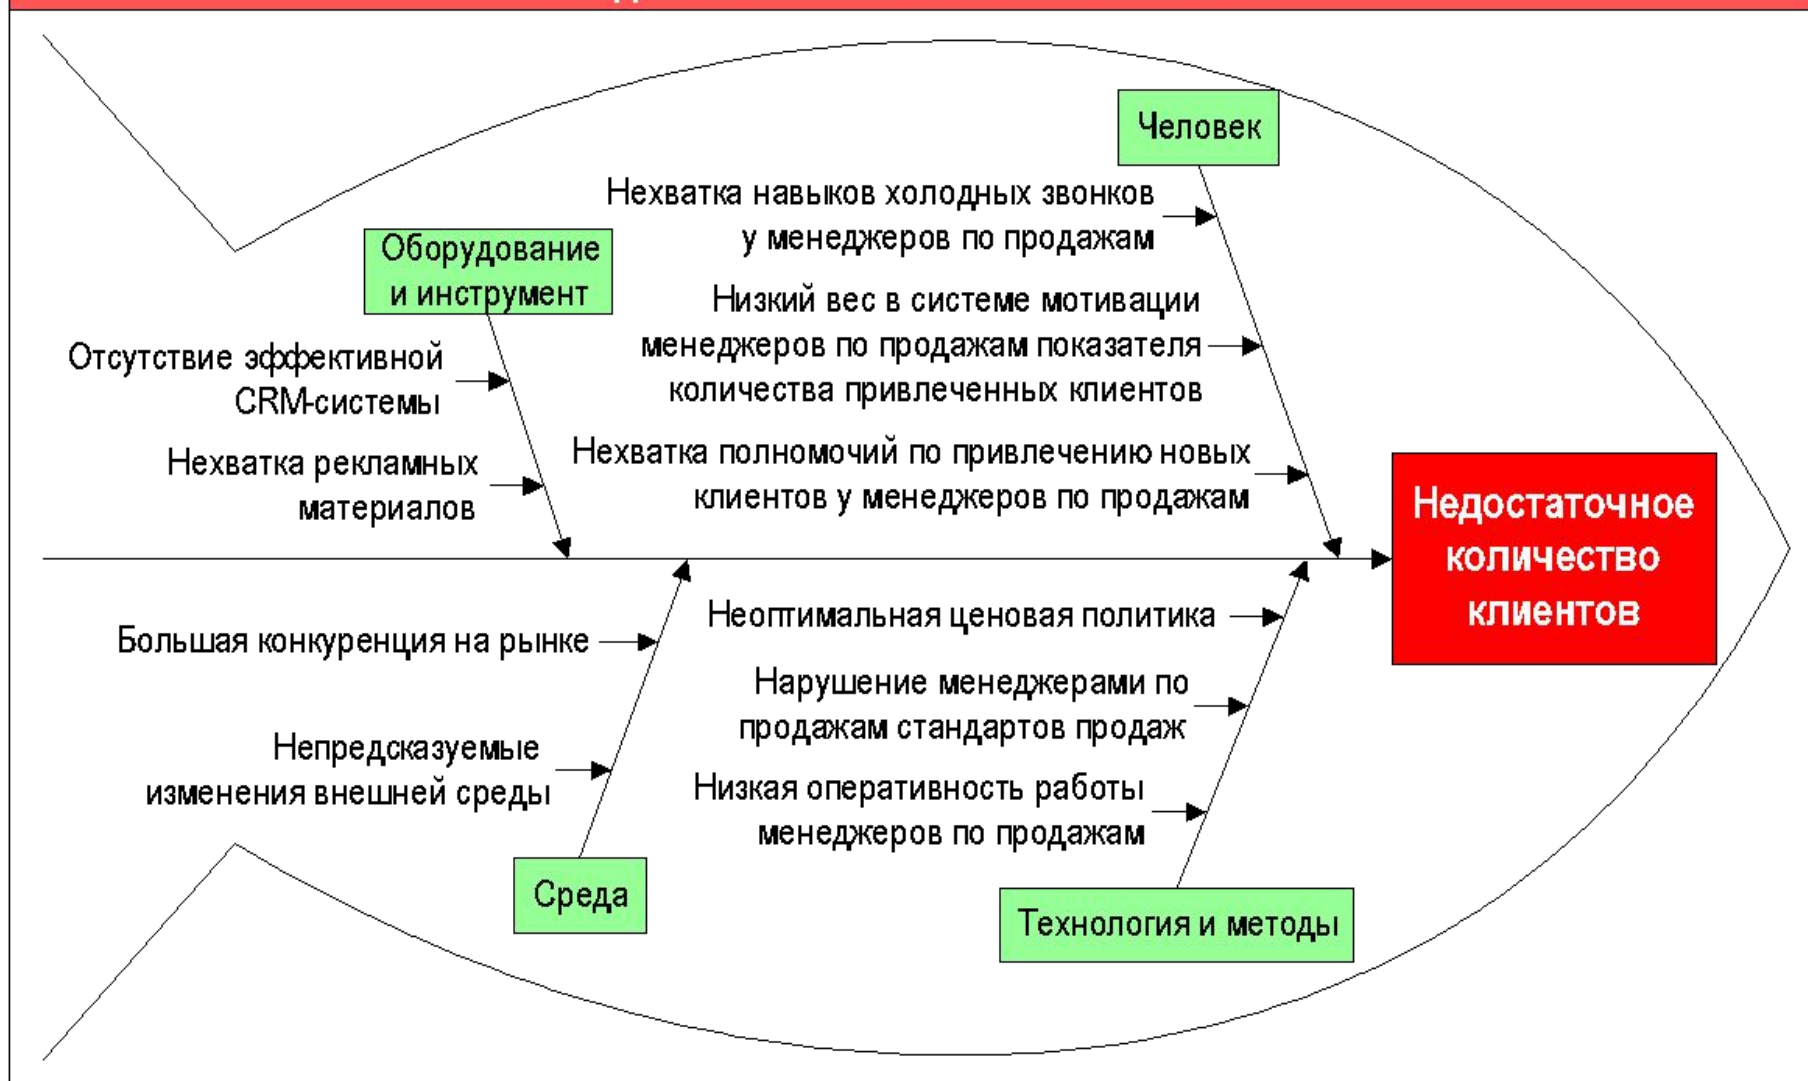 Человек
Нехватка навыков холодных звонков
у менеджеров по продажам
Низкий вес в системе мотивации
менеджеров по продажам показателя
количества привлеченных клиентов
Нехватка полномочий по привлечению новых
клиентов у менеджеров по продажам
Оборудование
и инструмент
Отсутствие эффективной
CRM-системы
Нехватка рекламных
материалов
Недостаточное
количество
клиентов
Большая конкуренция на рынке
Непредсказуемые
изменения внешней среды
Среда
Неоптимальная ценовая политика
Нарушение менеджерами по
продажам стандартов продаж
Низкая оперативность работы
менеджеров по продажам
Технология и методы